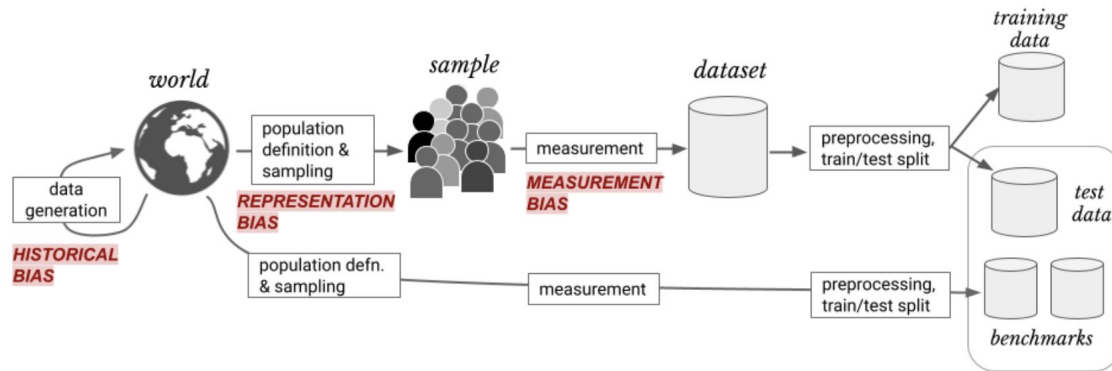 training
data
sample
world
dataset
population
definition &
sampling
measurement
preprocessing,
train/test split
data
generation
REPRESENTATION
BIAS
MEASUREMENT
BIAS
test
data
HISTORICAL
BIAS
population defn.
& sampling
measurement
preprocessing,
train/test split
benchmarks